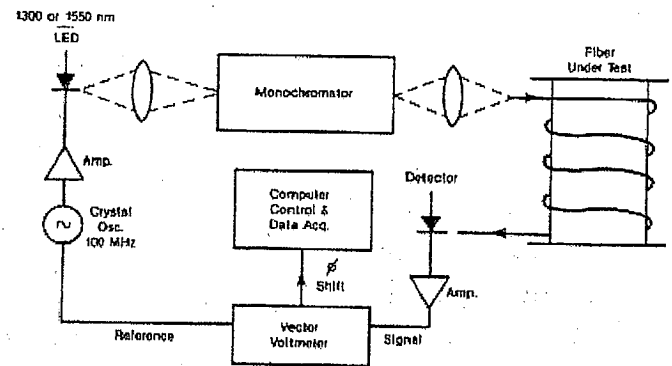 1300 or 1550 nm
LED
Fiber
Under Test
Monochromator
Amp.
Computer
Control &
Data Acq.
Detector
Crystal
Osc.
100 MHz
ϕ
Shift
Amp.
Vector
Voltmeter
Reference
Signal